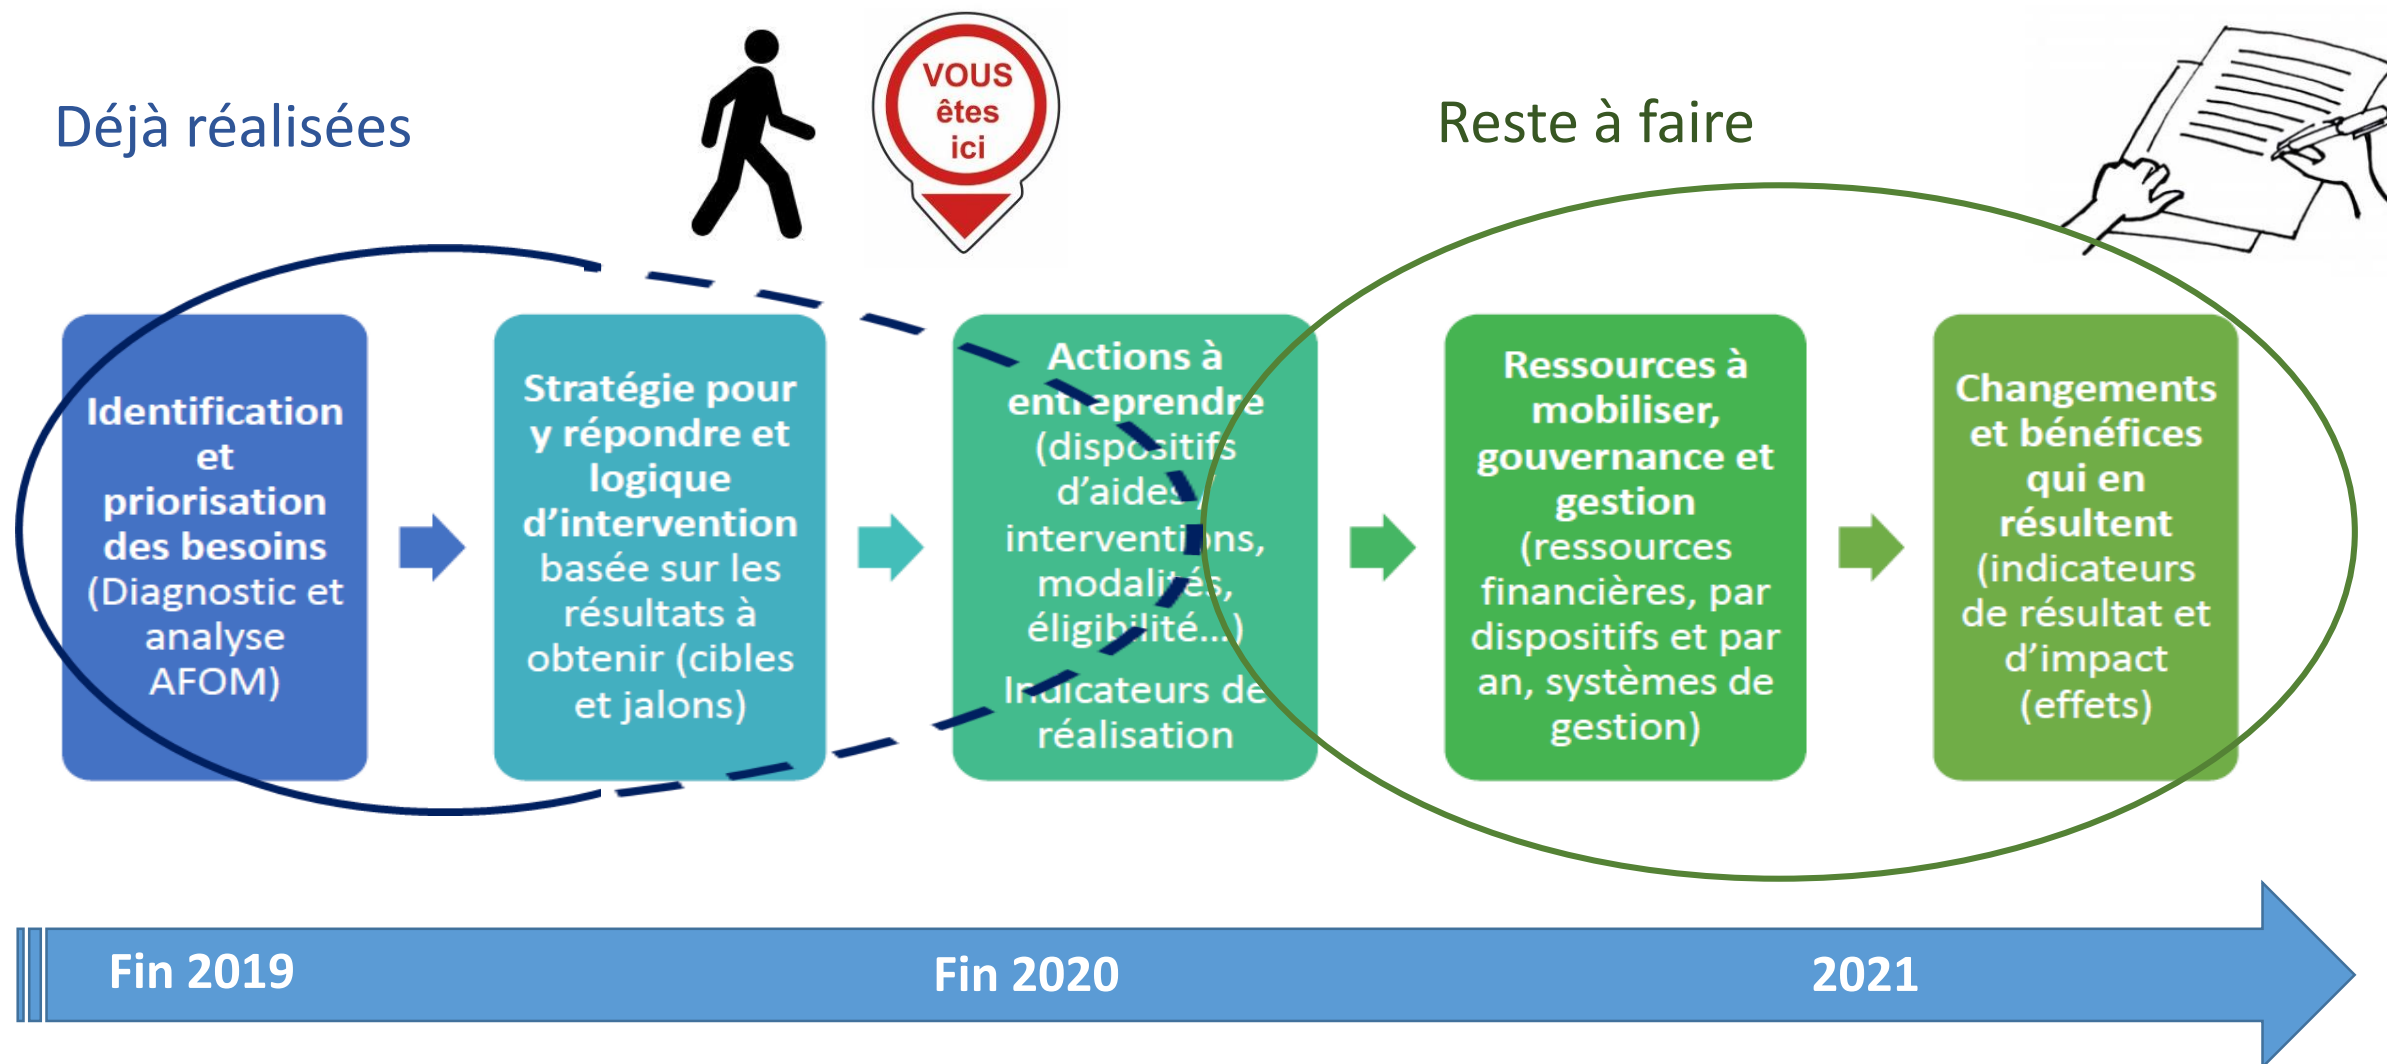 Déjà réalisées
VOUS
êtes
ici
Reste à faire
Identification
et
priorisation
des besoins
(Diagnostic et
analyse
AFOM)
Stratégie pour
y répondre et
logique
d’intervention
basée sur les
résultats à
obtenir (cibles
et jalons)
Actions à
entreprendre
(dispositifs
d’aides /
interventions,
modalités,
éligibilité...)
Indicateurs de
réalisation
Ressources à
mobiliser,
gouvernance et
gestion
(ressources
financières, par
dispositifs et par
an, systèmes de
gestion)
Changements
et bénéfices
qui en
résultent
(indicateurs
de résultat et
d’impact
(effets)
Fin 2019
Fin 2020
2021